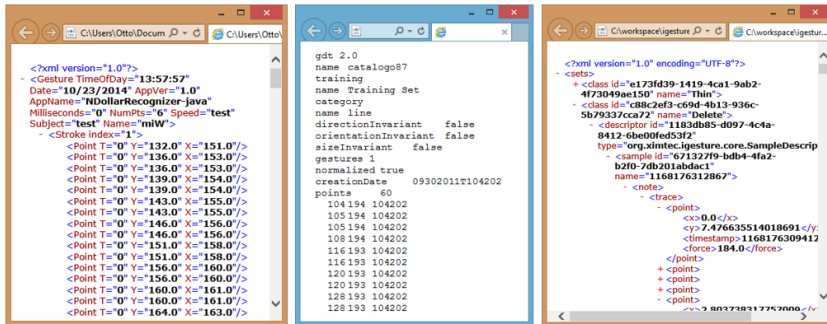 C:\Users\Otto\Docum
C:\Users\Otto\
<?xml version="1.0"?>
- <Gesture TimeOfDay="13:57:57"
Date="10/23/2014" AppVer="1.0"
AppName="NDollarRecognizer-java"
Milliseconds="0" NumPts="6" Speed="test"
Subject="test" Name="miW">
- <Stroke index="1">
<Point T="0" Y="132.0" X="151.0"/>
<Point T="0" Y="136.0" X="153.0"/>
<Point T="0" Y="136.0" X="153.0"/>
<Point T="0" Y="139.0" X="154.0"/>
<Point T="0" Y="139.0" X="154.0"/>
<Point T="0" Y="143.0" X="155.0"/>
<Point T="0" Y="143.0" X="155.0"/>
<Point T="0" Y="146.0" X="156.0"/>
<Point T="0" Y="146.0" X="156.0"/>
<Point T="0" Y="151.0" X="158.0"/>
<Point T="0" Y="151.0" X="158.0"/>
<Point T="0" Y="156.0" X="160.0"/>
<Point T="0" Y="156.0" X="160.0"/>
<Point T="0" Y="160.0" X="161.0"/>
<Point T="0" Y="160.0" X="161.0"/>
<Point T="0" Y="164.0" X="163.0"/>
gdt 2.0
name catalogo87
training
name Training Set
category
name line
directionInvariant false
orientationInvariant false
sizeInvariant false
gestures 1
normalized true
creationDate 09302011T104202
points 60
104 194 104202
105 194 104202
105 194 104202
108 194 104202
116 193 104202
116 193 104202
120 193 104202
120 193 104202
128 193 104202
128 193 104202
C:\workspace\igesture
C:\workspace\igestur...
<?xml version="1.0" encoding="UTF-8"?>
- <sets>
+ <class id="e173fd39-1419-4ca1-9ab2-
4f73049ae150" name="Thin">
- <class id="c88c2ef3-c69d-4b13-936c-
5b79337cca72" name="Delete">
- <descriptor id="1183db85-d097-4c4a-
8412-6be00fed53f2"
type="org.ximtec.igesture.core.SampleDescrip
- <sample id="671327f9-bdb4-4fa2-
b2f0-7db201abdac1"
name="1168176312867">
- <note>
- <trace>
- <point>
<x>0.0</x>
<y>7.476635514018691</y>
<timestamp>1168176309412
<force>184.0</force>
</point>
+ <point>
+ <point>
+ <point>
- <point>
<x>2.803738317757009</x>